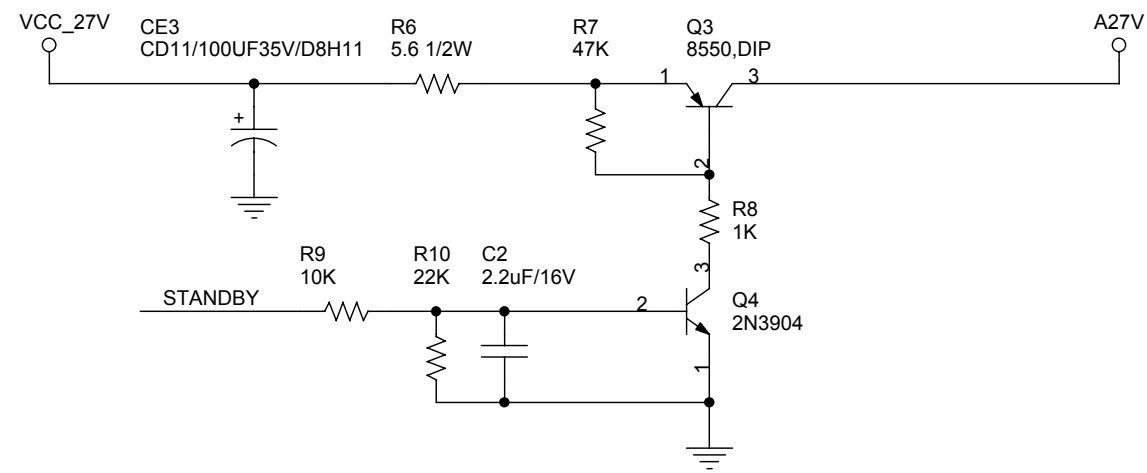 VCC_27V
CE3
CD11/100UF35V/D8H11
R6
5.6 1/2W
R7
47K
Q3
8550,DIP
A27V
1
3
+
2
R8
1K
3
R9
10K
R10
22K
C2
2.2uF/16V
STANDBY
2
Q4
2N3904
1